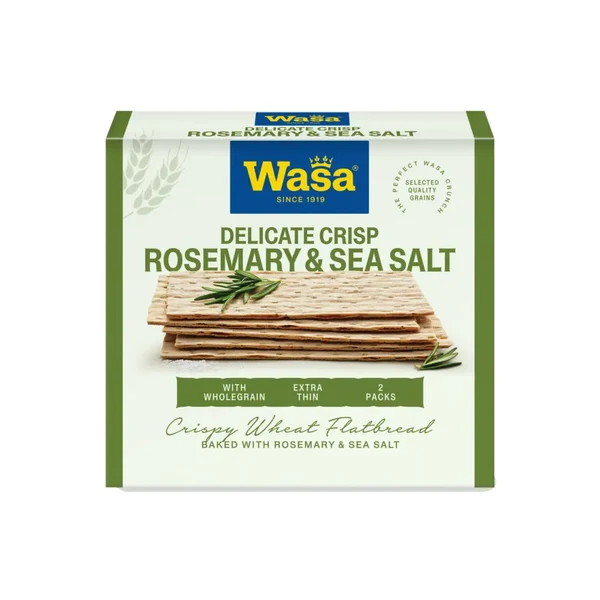 Wasa
DELICATE CRISP
ROSEMARY & SEA SALT
Wasa®
SINCE 1919
THE PERFECT WASA CRUNCH
SELECTED
QUALITY
GRAINS
DELICATE CRISP
ROSEMARY & SEA SALT
WITH
WHOLEGRAIN
EXTRA
THIN
2
PACKS
Crispy Wheat Flatbread
BAKED WITH ROSEMARY & SEA SALT